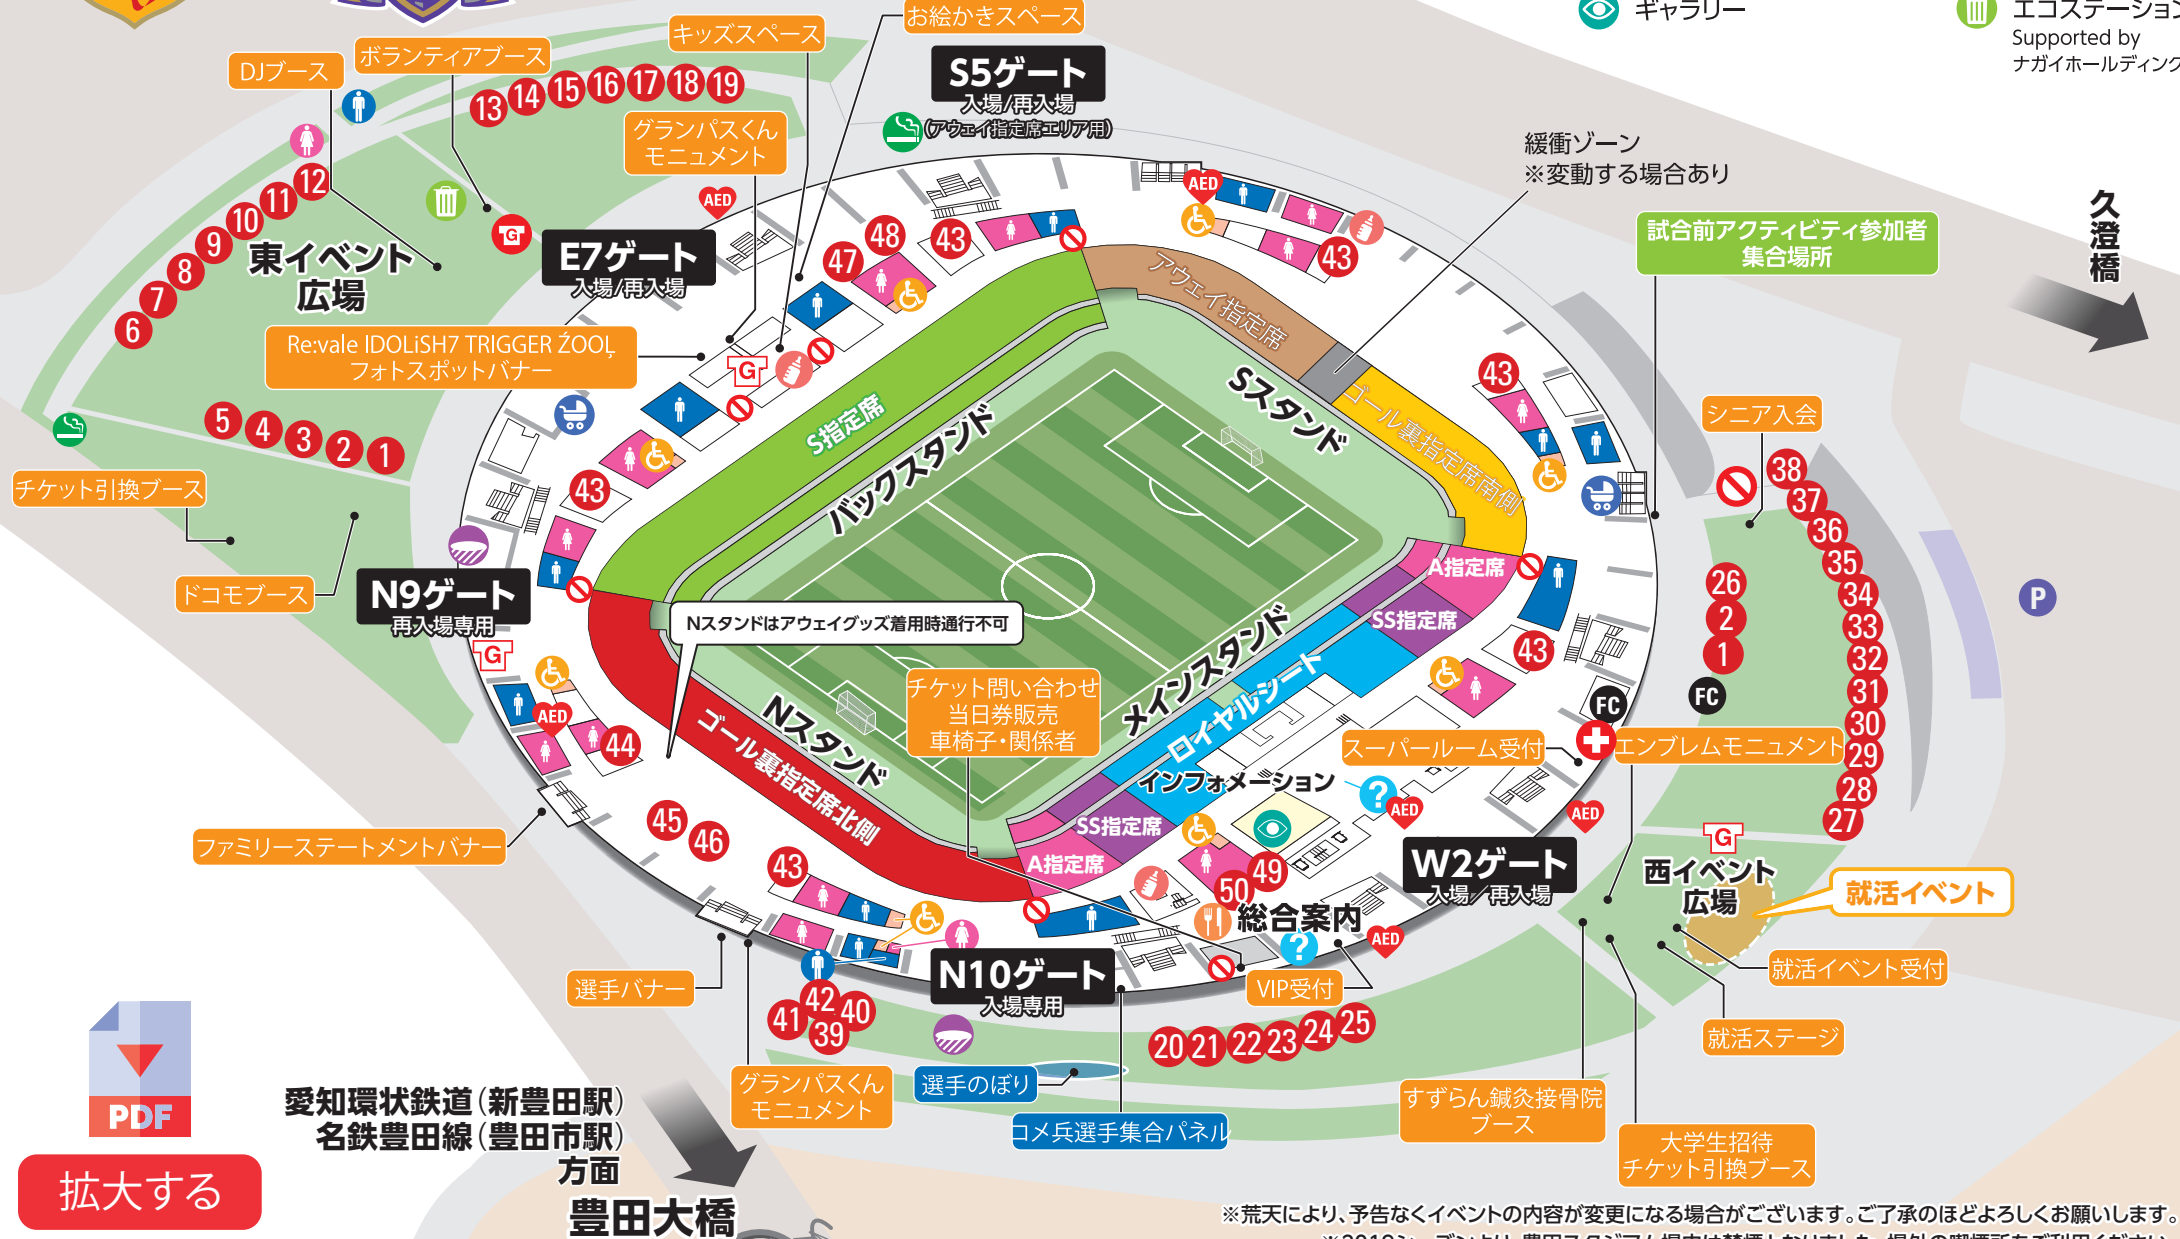 ギャラリー
エコステーション
Supported by
ナガイホールディング
お絵かきスペース
キッズスペース
ボランティアブース
DJブース
S5ゲート
入場/再入場
(アウェイ指定席エリア用)
13
14
15
16
17
18
19
グランパスくん
モニュメント
緩衝ゾーン
※変動する場合あり
久澄橋
試合前アクティビティ参加者
集合場所
AED
AED
12
11
10
9
8
7
6
東イベント
広場
G
E7ゲート
入場/再入場
47
48
43
43
アウェイ指定席
Re:vale IDOLiSH7 TRIGGER ŹOOĻ
フォトスポットバナー
G
S指定席
バックスタンド
Sスタンド
ゴール裏指定席南側
43
シニア入会
5
4
3
2
1
チケット引換ブース
ドコモブース
43
N9ゲート
再入場専用
G
Nスタンドはアウェイグッズ着用時通行不可
A指定席
SS指定席
43
38
37
36
35
34
33
32
31
30
29
28
27
26
2
1
FC
FC
P
チケット問い合わせ
当日券販売
車椅子・関係者
メインスタンド
ロイヤルシート
Nスタンド
ゴール裏指定席北側
AED
44
スーパールーム受付
エンブレムモニュメント
インフォメーション
?
AED
AED
45
46
ファミリーステートメントバナー
SS指定席
A指定席
43
49
50
W2ゲート
入場/再入場
G
西イベント
広場
就活イベント
総合案内
?
AED
N10ゲート
入場専用
VIP受付
就活イベント受付
就活ステージ
選手バナー
41
42
40
39
20
21
22
23
24
25
グランパスくん
モニュメント
選手のぼり
コメ兵選手集合パネル
すずらん鍼灸接骨院
ブース
大学生招待
チケット引換ブース
PDF
拡大する
愛知環状鉄道(新豊田駅)
名鉄豊田線(豊田市駅)
方面
豊田大橋
※荒天により、予告なくイベントの内容が変更になる場合がございます。ご了承のほどよろしくお願いします。